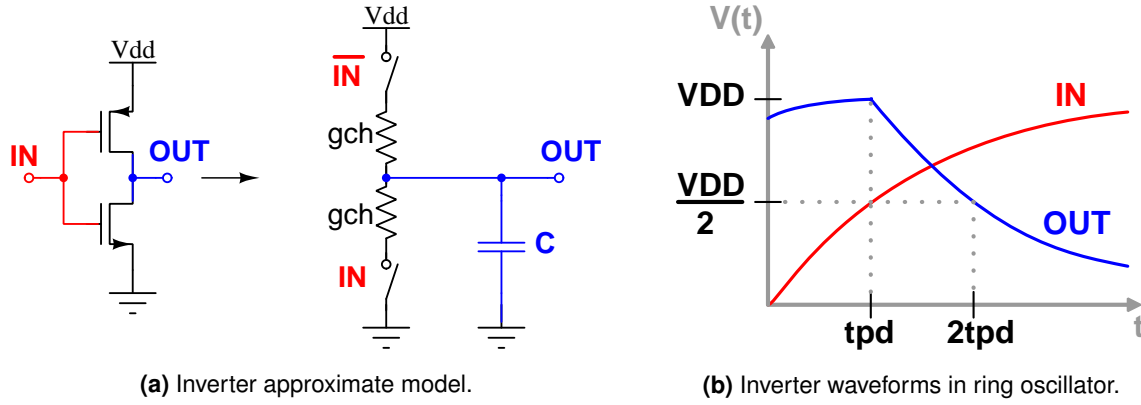 Vdd
IN
OUT
Vdd
IN
gch
OUT
gch
C
IN
(a) Inverter approximate model.
V(t)
VDD
IN
VDD
2
OUT
tpd
2tpd
t
(b) Inverter waveforms in ring oscillator.